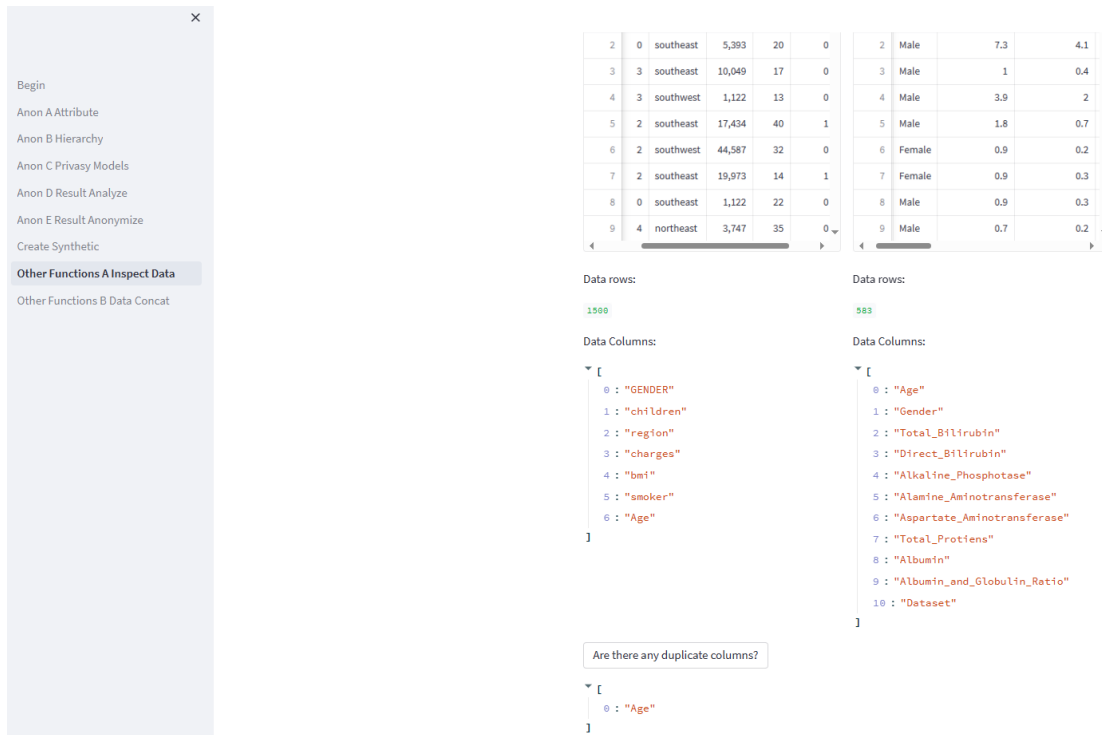 ×
Begin
Anon A Attribute
Anon B Hierarchy
Anon C Privasy Models
Anon D Result Analyze
Anon E Result Anonymize
Create Synthetic
Other Functions A Inspect Data
Other Functions B Data Concat
2 0 southeast 5,393 20 0
3 3 southeast 10,049 17 0
4 3 southwest 1,122 13 0
5 2 southeast 17,434 40 1
6 2 southwest 44,587 32 0
7 2 southeast 19,973 14 1
8 0 southeast 1,122 22 0
9 4 northeast 3,747 35 0
Data rows:
1500
Data Columns:
[
0 : "GENDER"
1 : "children"
2 : "region"
3 : "charges"
4 : "bmi"
5 : "smoker"
6 : "Age"
]
2 Male 7.3 4.1
3 Male 1 0.4
4 Male 3.9 2
5 Male 1.8 0.7
6 Female 0.9 0.2
7 Female 0.9 0.3
8 Male 0.9 0.3
9 Male 0.7 0.2
Data rows:
583
Data Columns:
[
0 : "Age"
1 : "Gender"
2 : "Total_Bilirubin"
3 : "Direct_Bilirubin"
4 : "Alkaline_Phosphotase"
5 : "Alamine_Aminotransferase"
6 : "Aspartate_Aminotransferase"
7 : "Total_Protiens"
8 : "Albumin"
9 : "Albumin_and_Globulin_Ratio"
10 : "Dataset"
]
Are there any duplicate columns?
[
0 : "Age"
]